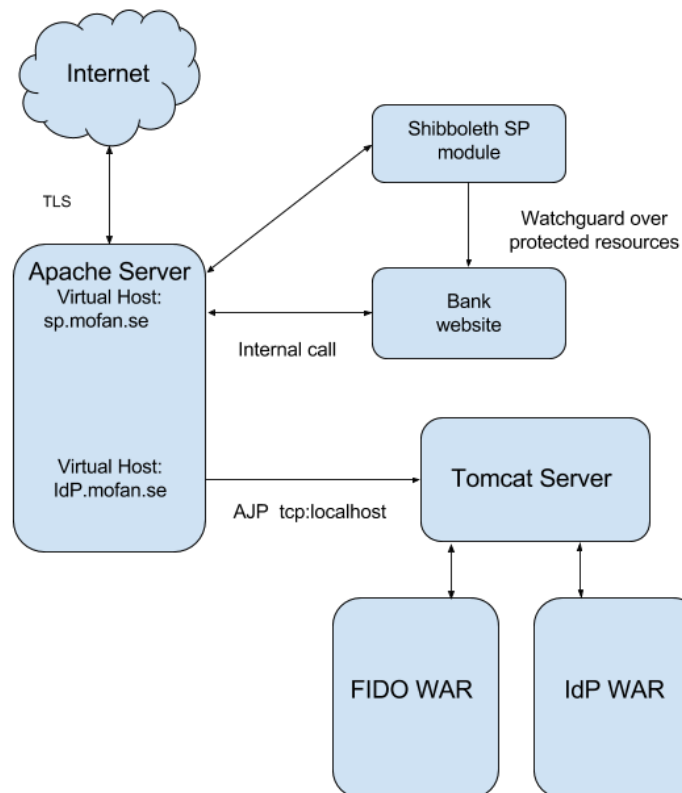 Internet
TLS
Shibboleth SP
module
Watchguard over
protected resources
Apache Server
Virtual Host:
sp.mofan.se
Bank
website
Internal call
Virtual Host:
IdP.mofan.se
AJP tcp:localhost
Tomcat Server
FIDO WAR
IdP WAR